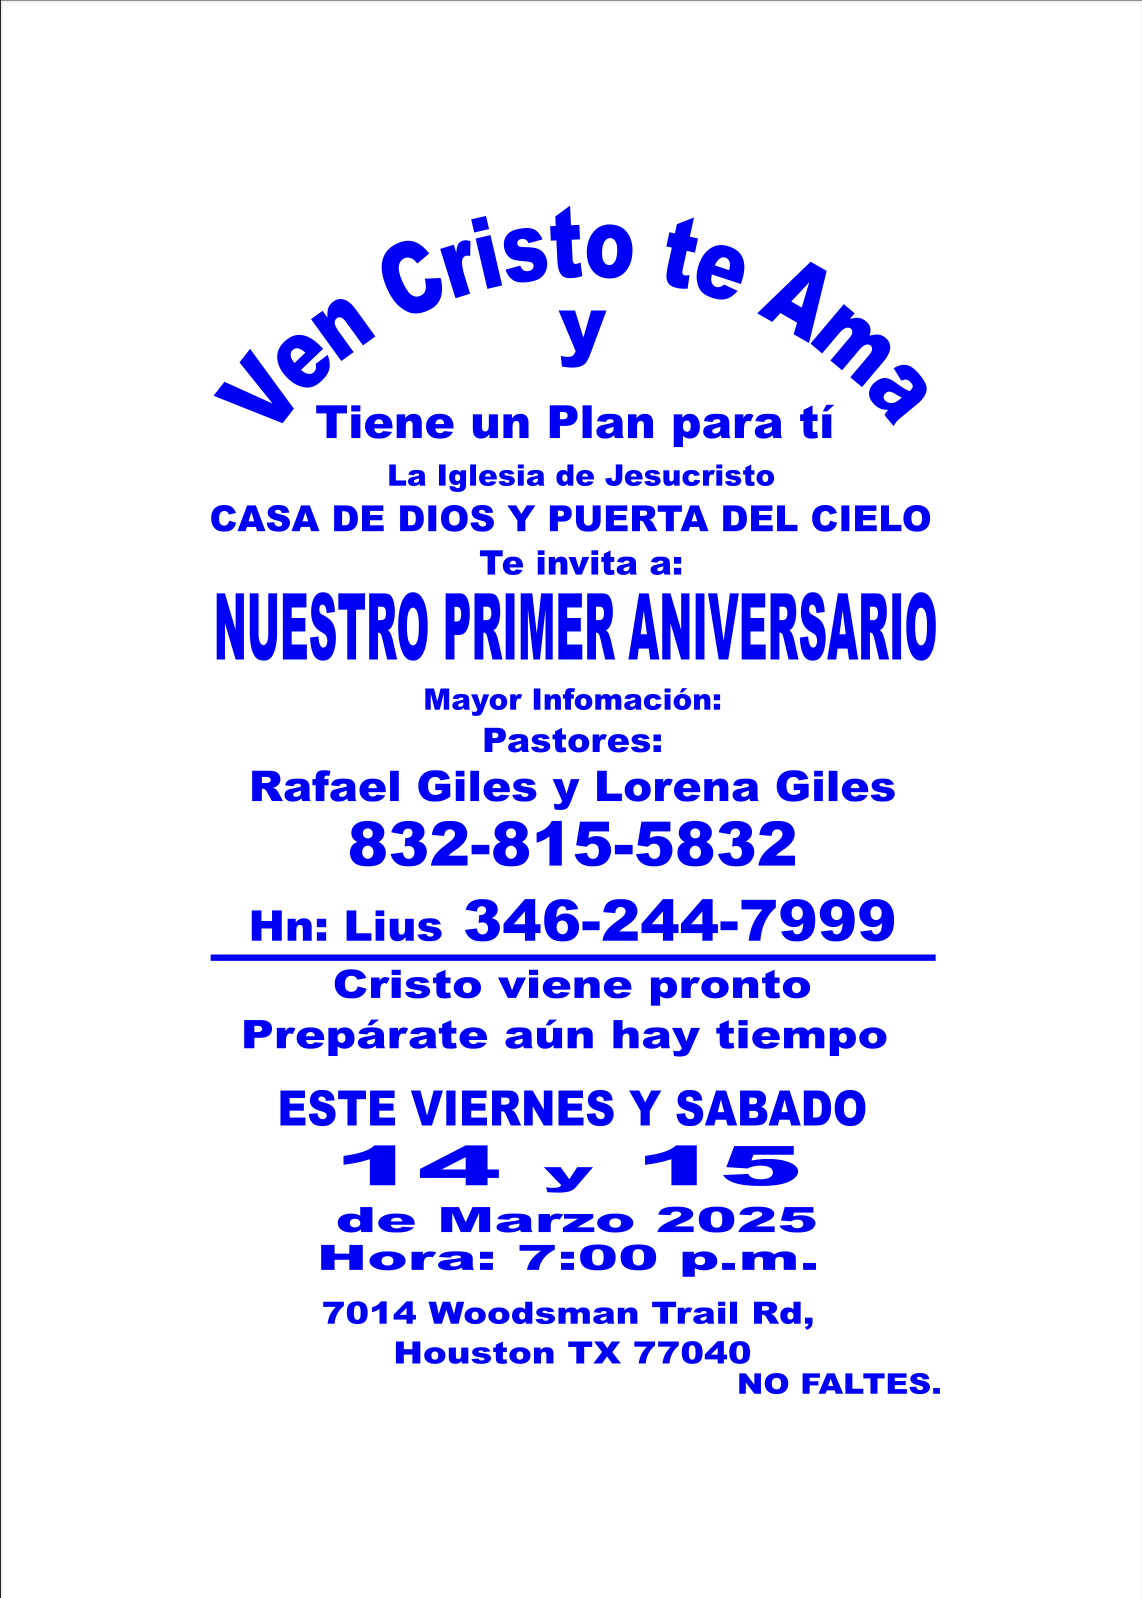 Ven Cristo te Ama
y
Tiene un Plan para tí
La Iglesia de Jesucristo
CASA DE DIOS Y PUERTA DEL CIELO
Te invita a:
NUESTRO PRIMER ANIVERSARIO
Mayor Infomación:
Pastores:
Rafael Giles y Lorena Giles
832-815-5832
Hn: Lius 346-244-7999
Cristo viene pronto
Prepárate aún hay tiempo
ESTE VIERNES Y SABADO
14 y 15
de Marzo 2025
Hora: 7:00 p.m.
7014 Woodsman Trail Rd,
Houston TX 77040
NO FALTES.